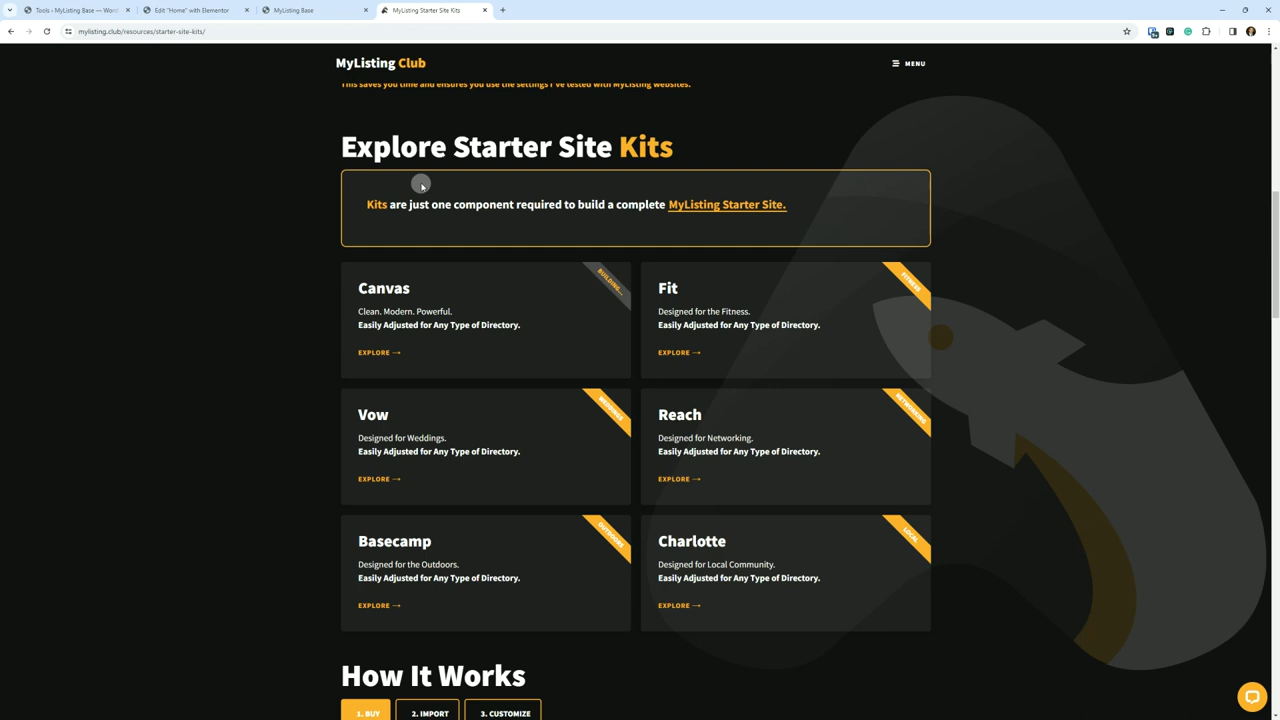 Tools ‹ MyListing Base — Word
Edit "Home" with Elementor
MyListing Base
MyListing Starter Site Kits
mylisting.club/resources/starter-site-kits/
MyListing Club
MENU
This saves you time and ensures you use the settings I've tested with MyListing websites.
Explore Starter Site Kits
Kits are just one component required to build a complete MyListing Starter Site.
Canvas
BUILDING...
Clean. Modern. Powerful.
Easily Adjusted for Any Type of Directory.
EXPLORE →
Fit
FITNESS
Designed for the Fitness.
Easily Adjusted for Any Type of Directory.
EXPLORE →
Vow
WEDDINGS
Designed for Weddings.
Easily Adjusted for Any Type of Directory.
EXPLORE →
Reach
NETWORKING
Designed for Networking.
Easily Adjusted for Any Type of Directory.
EXPLORE →
Basecamp
OUTDOORS
Designed for the Outdoors.
Easily Adjusted for Any Type of Directory.
EXPLORE →
Charlotte
LOCAL
Designed for Local Community.
Easily Adjusted for Any Type of Directory.
EXPLORE →
How It Works
1. BUY
2. IMPORT
3. CUSTOMIZE